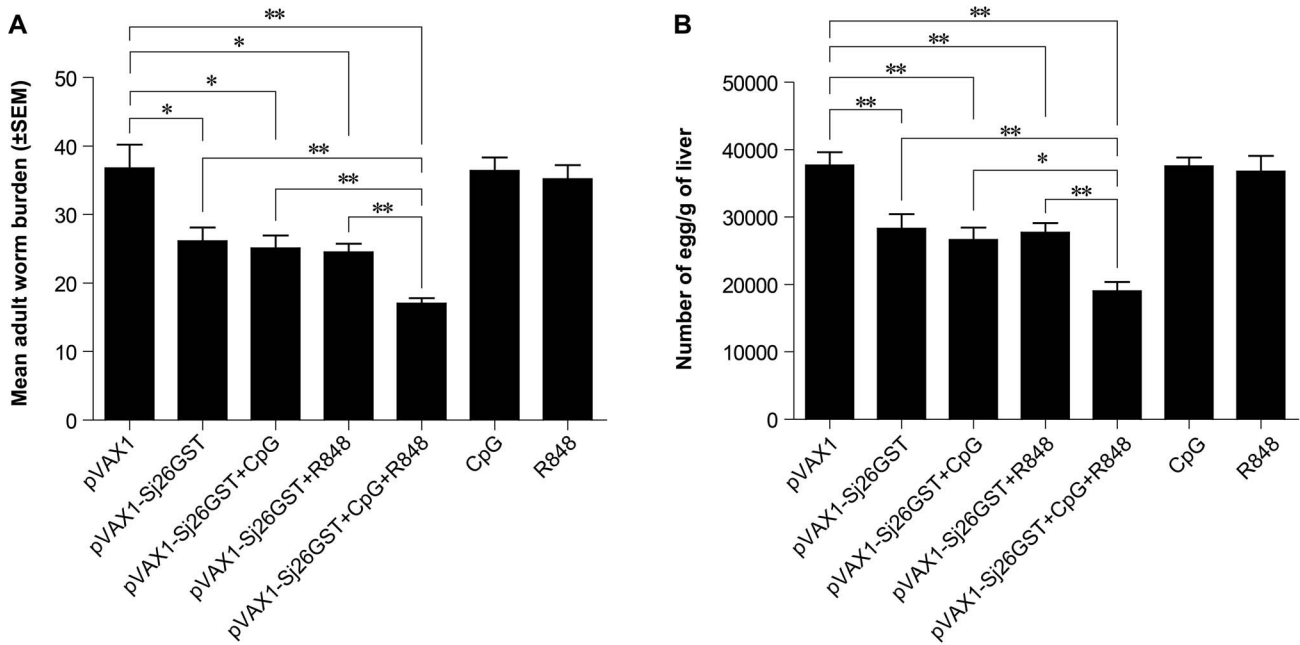 A
Mean adult worm burden (±SEM)
50
40
30
20
10
0
**
*
*
*
**
**
**
pVAX1
pVAX1-Sj26GST
pVAX1-Sj26GST+CpG
pVAX1-Sj26GST+R848
pVAX1-Sj26GST+CpG+R848
CpG
R848
B
Number of egg/g of liver
50000
40000
30000
20000
10000
0
**
**
**
**
**
*
**
pVAX1
pVAX1-Sj26GST
pVAX1-Sj26GST+CpG
pVAX1-Sj26GST+R848
pVAX1-Sj26GST+CpG+R848
CpG
R848